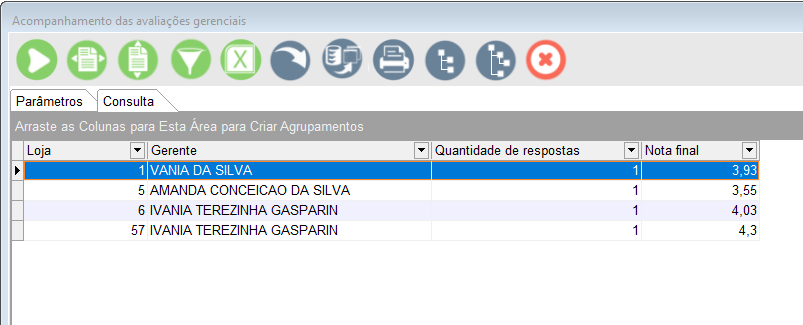 Acompanhamento das avaliações gerenciais
Parâmetros Consulta
Arraste as Colunas para Esta Área para Criar Agrupamentos
Loja Gerente Quantidade de respostas Nota final
1 VANIA DA SILVA 1 3,93
5 AMANDA CONCEICAO DA SILVA 1 3,55
6 IVANIA TEREZINHA GASPARIN 1 4,03
57 IVANIA TEREZINHA GASPARIN 1 4,3